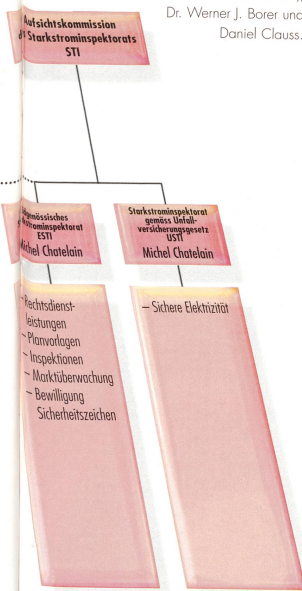 Dr. Werner J. Borer und
Daniel Clauss.
Aufsichtskommission
Starkstrominspektorats
STI
ESTI
Michel Chatelain
Starkstrominspektorat
gemäss Unfall-
versicherungsgesetz
USTI
Michel Chatelain
– Rechtsdienst-
leistungen
– Planvorlagen
– Inspektionen
– Marktüberwachung
– Bewilligung
Sicherheitszeichen
– Sichere Elektrizität